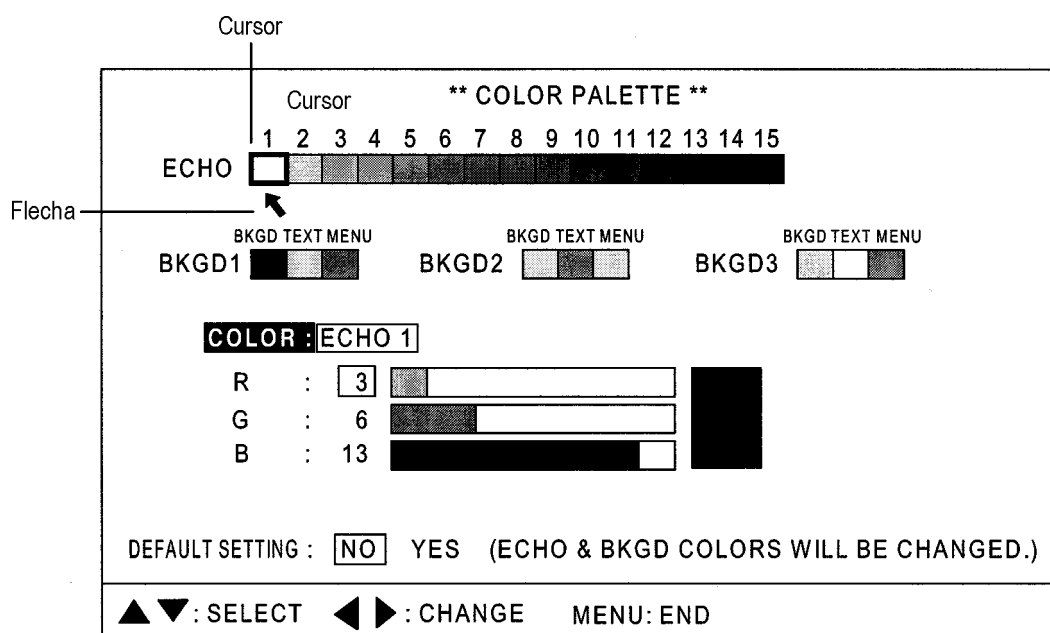 Cursor
Cursor
** COLOR PALETTE **
1 2 3 4 5 6 7 8 9 10 11 12 13 14 15
ECHO
Flecha
BKGD TEXT MENU BKGD TEXT MENU BKGD TEXT MENU
BKGD1 BKGD2 BKGD3
COLOR : ECHO 1
R : 3
G : 6
B : 13
DEFAULT SETTING : NO YES (ECHO & BKGD COLORS WILL BE CHANGED.)
▲ ▼ : SELECT ◀ ▶ : CHANGE MENU: END